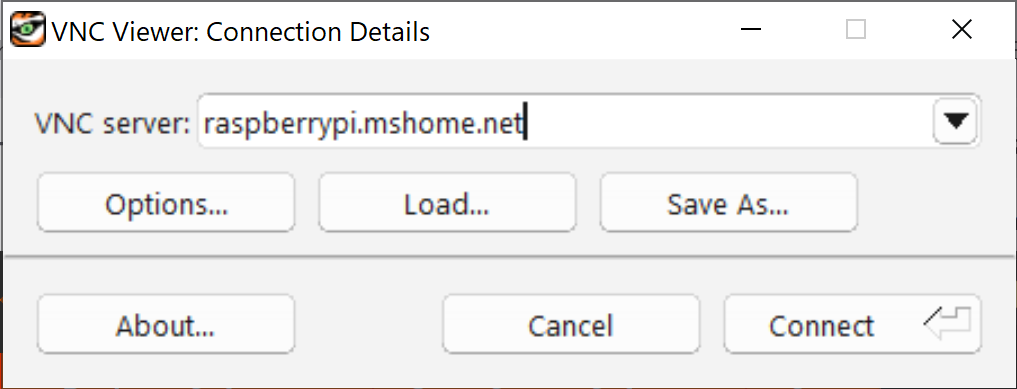 VNC Viewer: Connection Details
VNC server: raspberrypi.mshome.net
Options... Load... Save As...
About... Cancel Connect